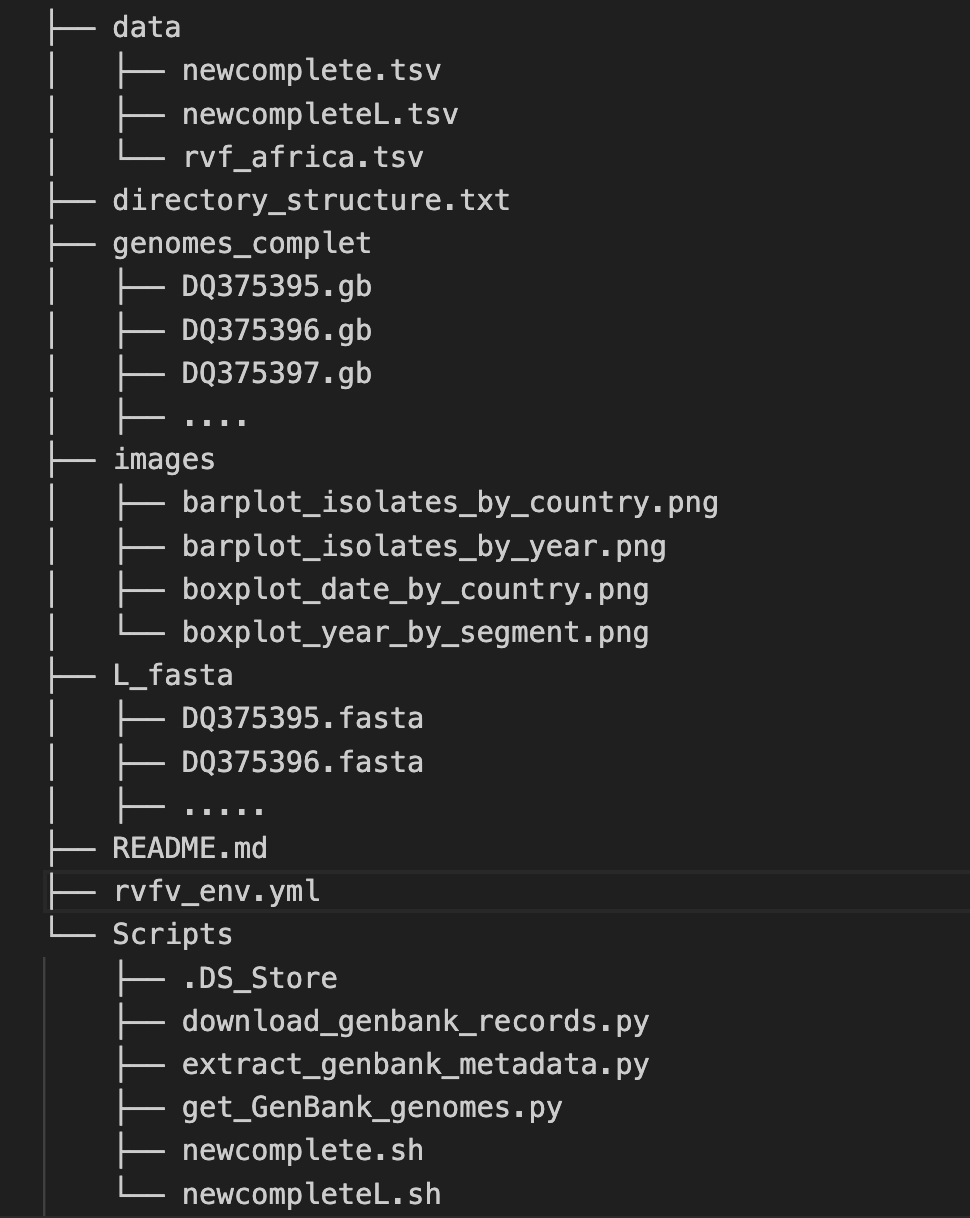 ├── data
│   ├── newcomplete.tsv
│   ├── newcompleteL.tsv
│   └── rvf_africa.tsv
├── directory_structure.txt
├── genomes_complet
│   ├── DQ375395.gb
│   ├── DQ375396.gb
│   ├── DQ375397.gb
│   ├── ....
├── images
│   ├── barplot_isolates_by_country.png
│   ├── barplot_isolates_by_year.png
│   ├── boxplot_date_by_country.png
│   └── boxplot_year_by_segment.png
├── L_fasta
│   ├── DQ375395.fasta
│   ├── DQ375396.fasta
│   ├── .....
├── README.md
├── rvfv_env.yml
└── Scripts
    ├── .DS_Store
    ├── download_genbank_records.py
    ├── extract_genbank_metadata.py
    ├── get_GenBank_genomes.py
    ├── newcomplete.sh
    └── newcompleteL.sh